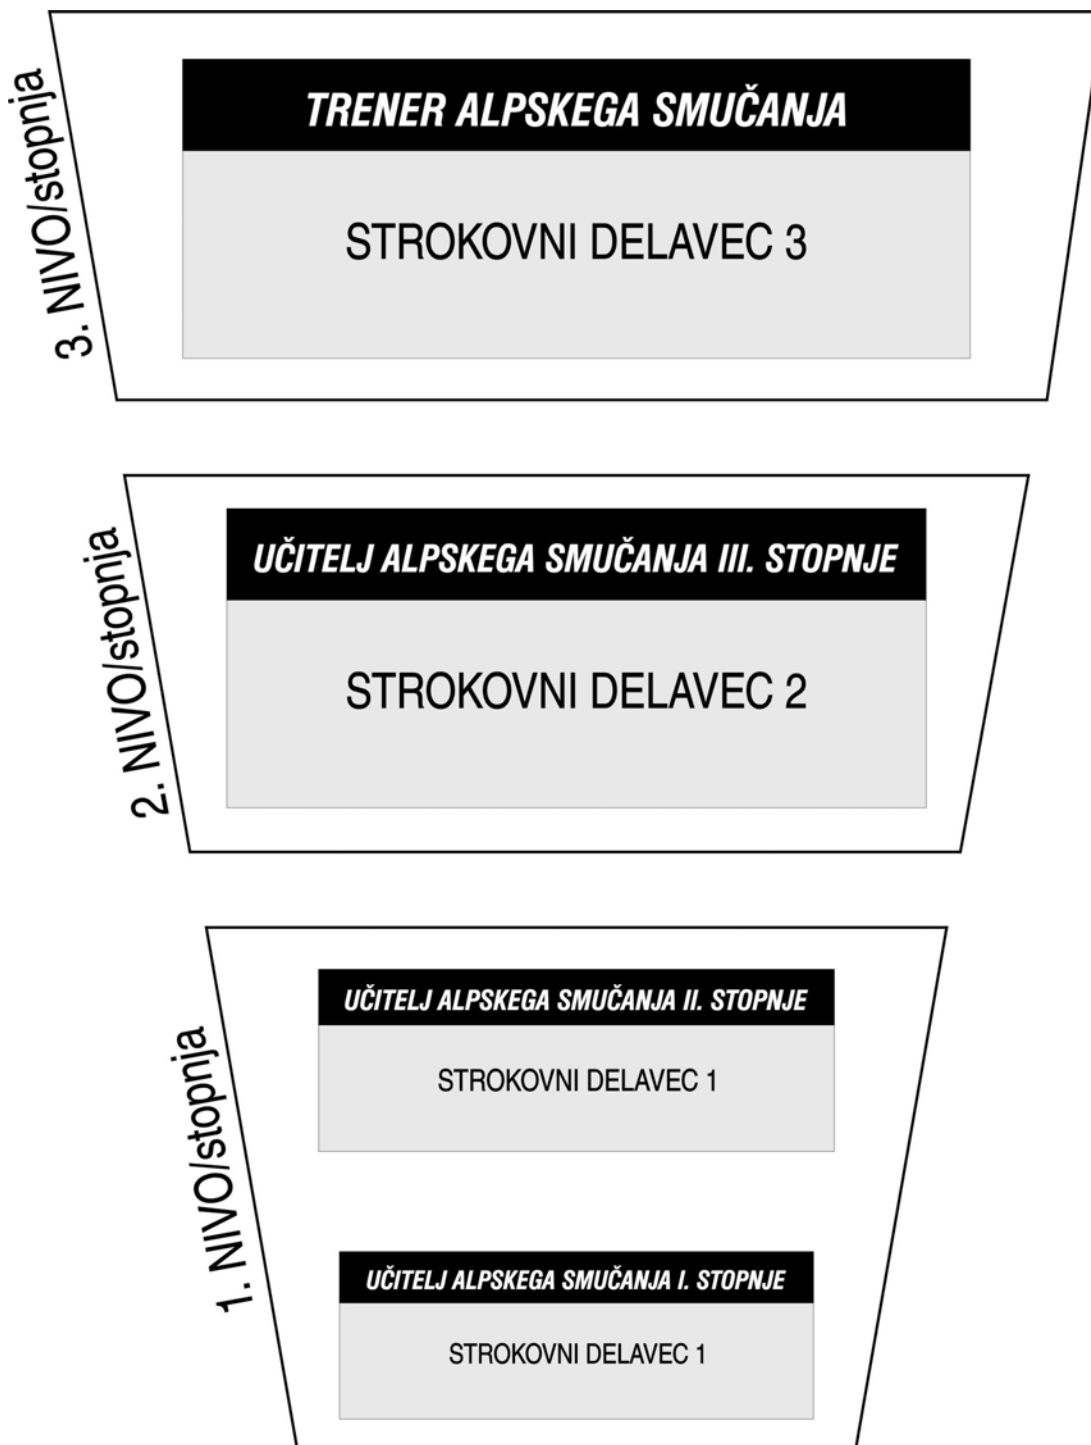 3. NIVO/stopnja
TRENER ALPSKEGA SMUČANJA
STROKOVNI DELAVEC 3
2. NIVO/stopnja
UČITELJ ALPSKEGA SMUČANJA III. STOPNJE
STROKOVNI DELAVEC 2
1. NIVO/stopnja
UČITELJ ALPSKEGA SMUČANJA II. STOPNJE
STROKOVNI DELAVEC 1
UČITELJ ALPSKEGA SMUČANJA I. STOPNJE
STROKOVNI DELAVEC 1